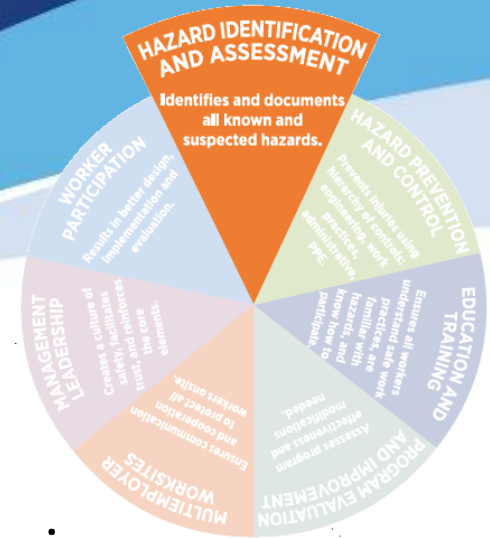 HAZARD IDENTIFICATION
AND ASSESSMENT
Identifies and documents
all known and
suspected hazards.
HAZARD PREVENTION
AND CONTROL
Prevents injuries using
hierarchy of controls:
engineering, work
practices,
administrative,
PPE.
EDUCATION AND
TRAINING
Ensures all workers
understand safe work
practices, are
familiar with
hazards, and
know how to
participate.
PROGRAM EVALUATION
AND IMPROVEMENT
Assesses program
effectiveness and
modifications
needed.
MULTIEMPLOYER
WORKSITES
Ensures communication
and cooperation
to protect all
workers onsite.
MANAGEMENT
LEADERSHIP
Creates a culture of
safety, facilitates
trust, and reinforces
the core
elements.
WORKER
PARTICIPATION
Results in better design,
implementation and
evaluation.